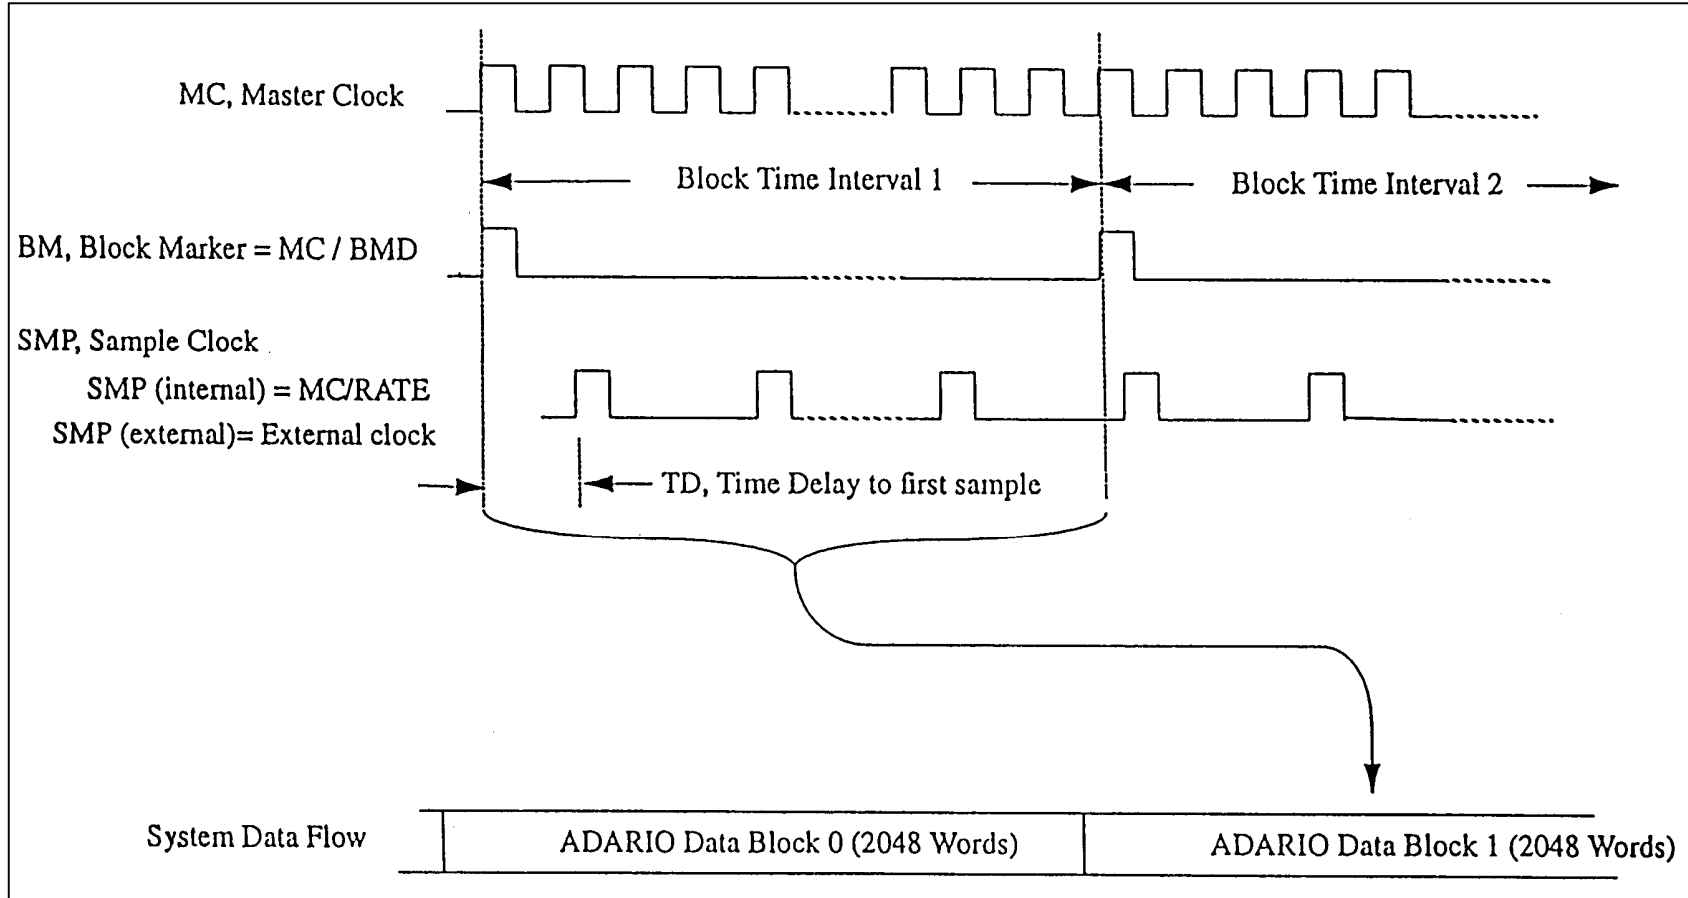 MC, Master Clock
Block Time Interval 1
Block Time Interval 2
BM, Block Marker = MC / BMD
SMP, Sample Clock
SMP (internal) = MC/RATE
SMP (external)= External clock
TD, Time Delay to first sample
System Data Flow
ADARIO Data Block 0 (2048 Words)
ADARIO Data Block 1 (2048 Words)